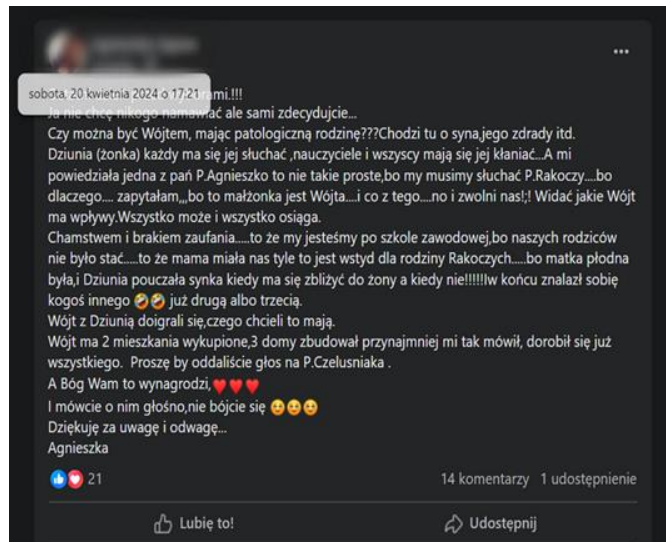 sobota, 20 kwietnia 2024 o 17:21
rami.!!!
Ja nie chcę nikogo namawiać ale sami zdecydujcie...
Czy można być Wójtem, mając patologiczną rodzinę???Chodzi tu o syna,jego zdrady itd.
Dziunia (żonka) każdy ma się jej słuchać ,nauczyciele i wszyscy mają się jej kłaniać...A mi
powiedziała jedna z pań P.Agnieszko to nie takie proste,bo my musimy słuchać P.Rakoczy....bo
dlaczego.... zapytałam,,,bo to małżonka jest Wójta....i co z tego....no i zwolni nas!;! Widać jakie Wójt
ma wpływy.Wszystko może i wszystko osiąga.
Chamstwem i brakiem zaufania.....to że my jesteśmy po szkole zawodowej,bo naszych rodziców
nie było stać.....to że mama miała nas tyle to jest wstyd dla rodziny Rakoczych.....bo matka płodna
była,i Dziunia pouczała synka kiedy ma się zbliżyć do żony a kiedy nie!!!!!Iw końcu znalazł sobię
kogoś innego 🤣🤣 już drugą albo trzecią.
Wójt z Dziunią doigrali się,czego chcieli to mają.
Wójt ma 2 mieszkania wykupione,3 domy zbudował przynajmniej mi tak mówił, dorobił się już
wszystkiego. Proszę by oddaliście głos na P.Czelusniaka .
A Bóg Wam to wynagrodzi,♥️♥️♥️
I mówcie o nim głośno,nie bójcie się 😊😊😊
Dziękuję za uwagę i odwagę...
Agnieszka
21
14 komentarzy 1 udostępnienie
Lubię to!
Udostępnij